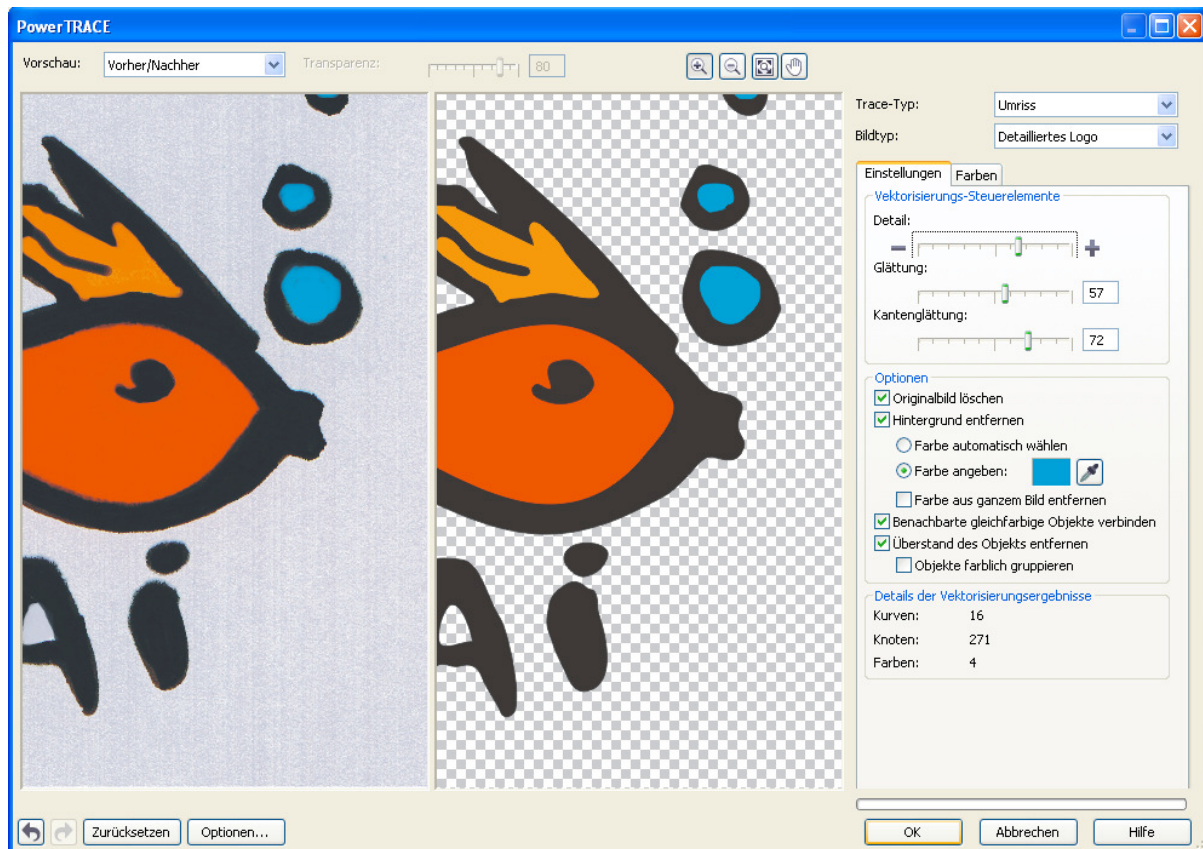 PowerTRACE
Vorschau: Vorher/Nachher Transparenz: 80
Trace-Typ: Umriss
Bildtyp: Detailliertes Logo
Einstellungen Farben
Vektorisierungs-Steuerelemente
Detail:
Glättung:
57
Kantenglättung:
72
Optionen
Originalbild löschen
Hintergrund entfernen
Farbe automatisch wählen
Farbe angeben:
Farbe aus ganzem Bild entfernen
Benachbarte gleichfarbige Objekte verbinden
Überstand des Objekts entfernen
Objekte farblich gruppieren
Details der Vektorisierungsergebnisse
Kurven: 16
Knoten: 271
Farben: 4
Zurücksetzen Optionen... OK Abbrechen Hilfe